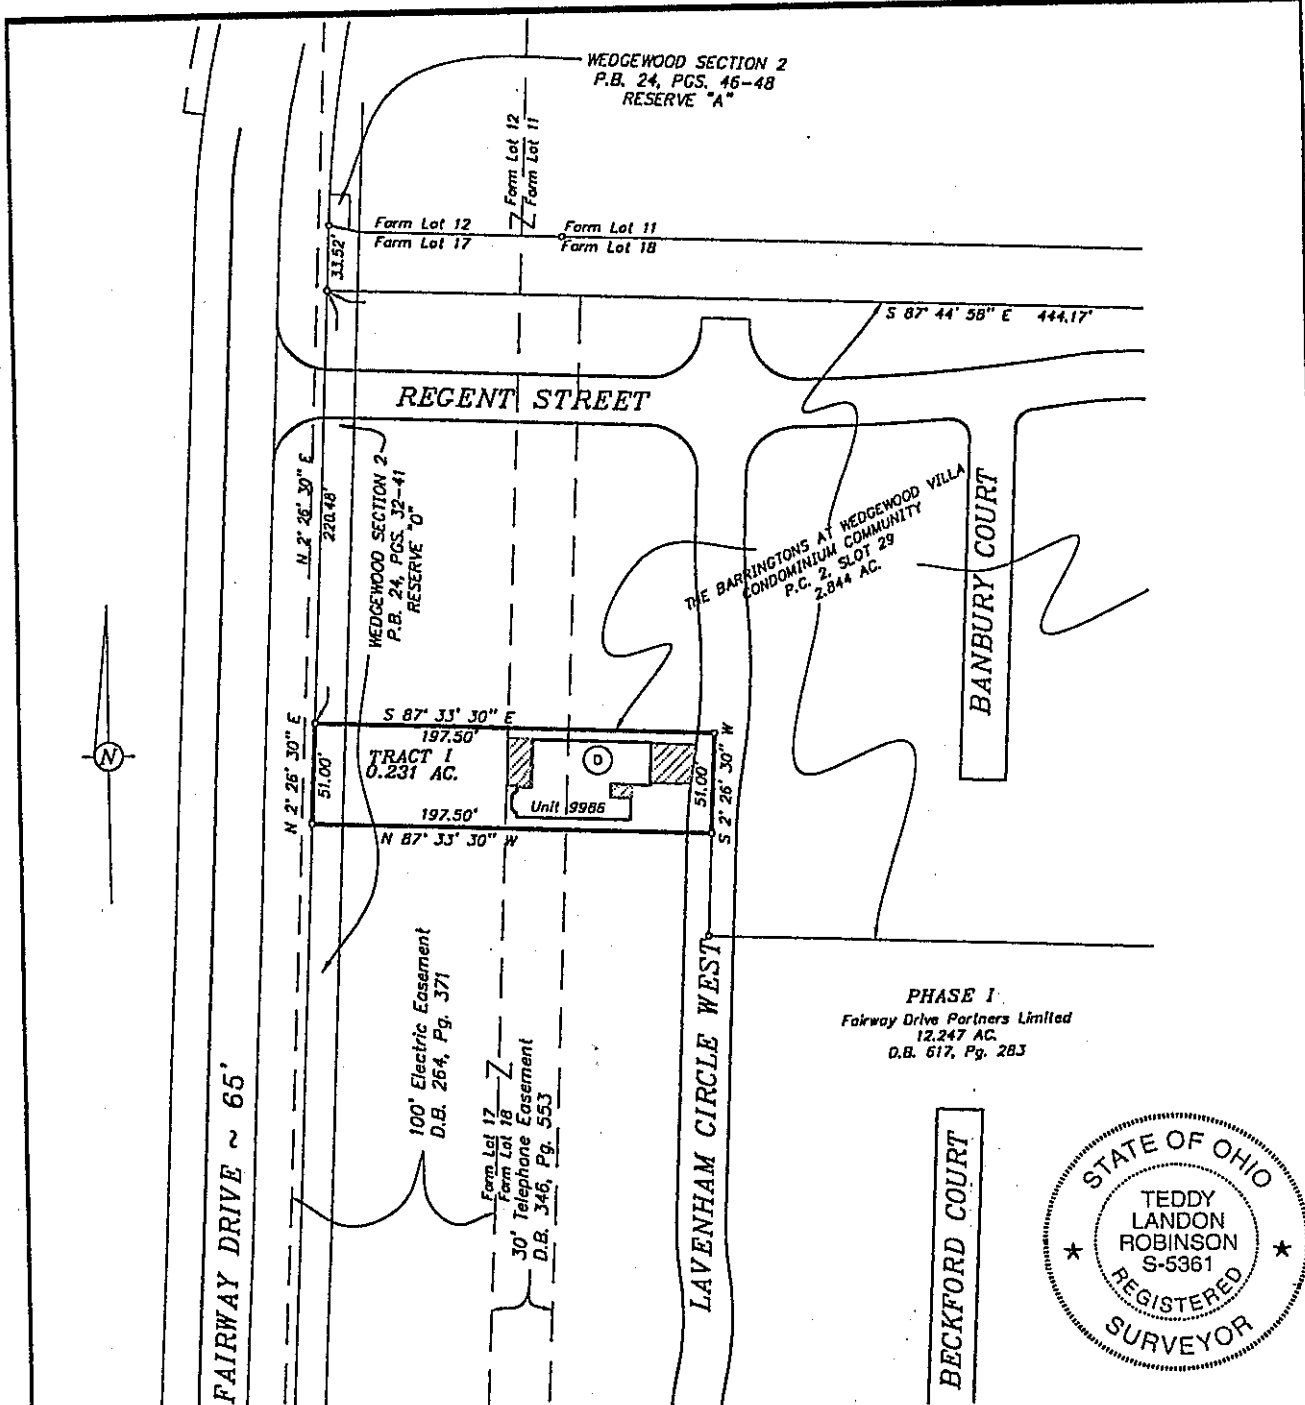 WEDGEWOOD SECTION 2
P.B. 24, PGS. 46-48
RESERVE "A"
Farm Lot 12
Farm Lot 11
Farm Lot 12
Farm Lot 17
Farm Lot 11
Farm Lot 18
33.52'
S 87° 44' 58" E 444.17'
REGENT STREET
N 2° 26' 30" E
220.48'
WEDGEWOOD SECTION 2
P.B. 24, PGS. 32-41
RESERVE "O"
THE BARRINGTONS AT WEDGEWOOD VILLA
CONDOMINIUM COMMUNITY
P.C. 2, SLOT 29
2.844 AC.
BANBURY COURT
N
N 2° 26' 30" E
51.00'
S 87° 33' 30" E
197.50'
TRACT I
0.231 AC.
D
Unit 9966
197.50'
N 87° 33' 30" W
51.00'
S 2° 26' 30" W
100' Electric Easement
D.B. 264, Pg. 371
Farm Lot 17
Farm Lot 18
30' Telephone Easement
D.B. 346, Pg. 553
FAIRWAY DRIVE ~ 65'
LAVENHAM CIRCLE WEST
PHASE I
Fairway Drive Partners Limited
12.247 AC.
D.B. 617, Pg. 283
BECKFORD COURT
STATE OF OHIO
TEDDY
LANDON
ROBINSON
S-5361
REGISTERED
SURVEYOR